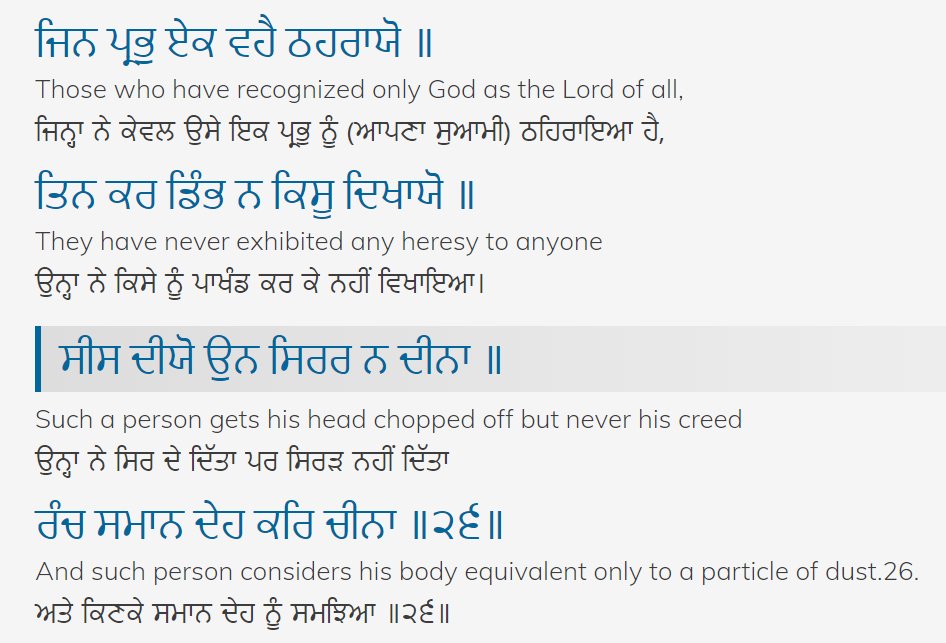 ਜਿਨ ਪ੍ਰਭੁ ਏਕ ਵਹੈ ਠਹਰਾਯੋ ॥
Those who have recognized only God as the Lord of all,
ਜਿਨ੍ਹਾ ਨੇ ਕੇਵਲ ਉਸੇ ਇਕ ਪ੍ਰਭੁ ਨੂੰ (ਆਪਣਾ ਸੁਆਮੀ) ਠਹਿਰਾਇਆ ਹੈ,
ਤਿਨ ਕਰ ਡਿੰਭ ਨ ਕਿਸੂ ਦਿਖਾਯੋ ॥
They have never exhibited any heresy to anyone
ਉਨ੍ਹਾ ਨੇ ਕਿਸੇ ਨੂੰ ਪਾਖੰਡ ਕਰ ਕੇ ਨਹੀਂ ਵਿਖਾਇਆ।
ਸੀਸ ਦੀਯੋ ਉਨ ਸਿਰਰ ਨ ਦੀਨਾ ॥
Such a person gets his head chopped off but never his creed
ਉਨ੍ਹਾ ਨੇ ਸਿਰ ਦੇ ਦਿੱਤਾ ਪਰ ਸਿਰੜ ਨਹੀਂ ਦਿੱਤਾ
ਰੰਚ ਸਮਾਨ ਦੇਹ ਕਰਿ ਚੀਨਾ ॥੨੬॥
And such person considers his body equivalent only to a particle of dust.26.
ਅਤੇ ਕਿਣਕੇ ਸਮਾਨ ਦੇਹ ਨੂੰ ਸਮਝਿਆ ॥੨੬॥